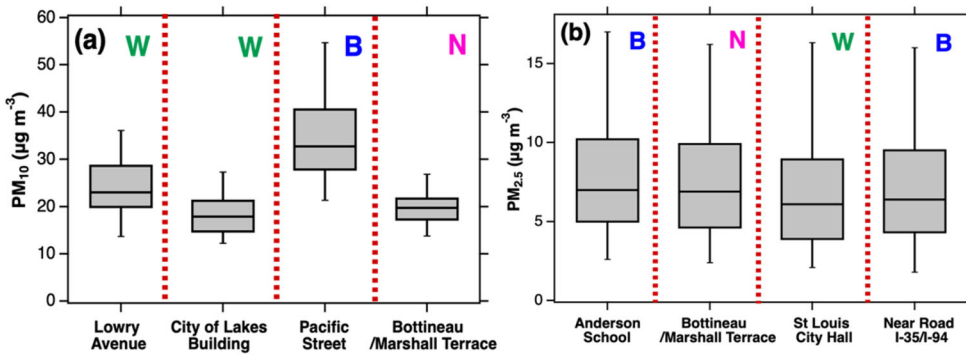 (a)
W
W
B
N
PM10 (µg m-3)
60
50
40
30
20
10
0
Lowry Avenue
City of Lakes Building
Pacific Street
Bottineau /Marshall Terrace
(b)
B
N
W
B
PM2.5 (µg m-3)
15
10
5
0
Anderson School
Bottineau /Marshall Terrace
St Louis City Hall
Near Road I-35/I-94